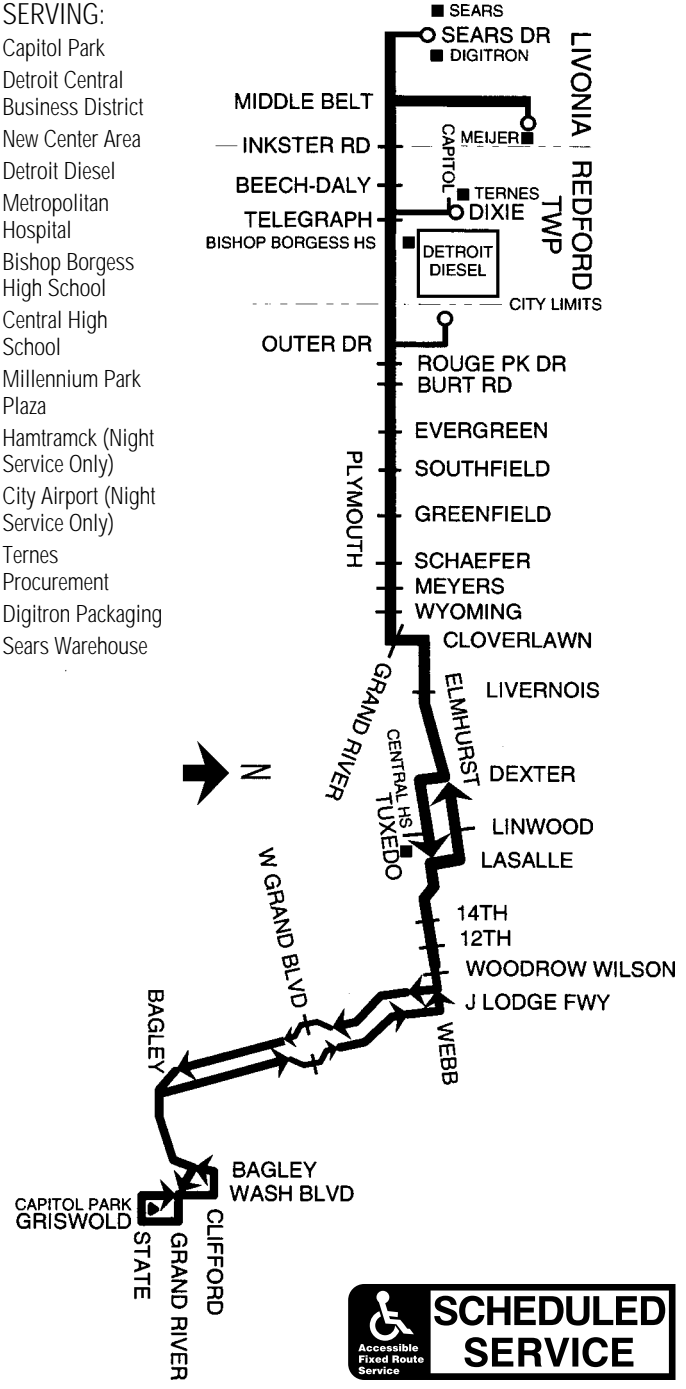 SERVING:
Capitol Park
Detroit Central
Business District
New Center Area
Detroit Diesel
Metropolitan
Hospital
Bishop Borgess
High School
Central High
School
Millennium Park
Plaza
Hamtramck (Night
Service Only)
City Airport (Night
Service Only)
Ternes
Procurement
Digitron Packaging
Sears Warehouse
SEARS
SEARS DR
DIGITRON
LIVONIA
MIDDLE BELT
MEIJER
INKSTER RD
CAPITOL
REDFORD
TWP
BEECH-DALY
TERNES
DIXIE
TELEGRAPH
BISHOP BORGESS HS
DETROIT
DIESEL
CITY LIMITS
OUTER DR
ROUGE PK DR
BURT RD
EVERGREEN
PLYMOUTH
SOUTHFIELD
GREENFIELD
SCHAEFER
MEYERS
WYOMING
CLOVERLAWN
GRAND RIVER
ELMHURST
LIVERNOIS
N
CENTRAL HS
TUXEDO
DEXTER
LINWOOD
LASALLE
W GRAND BLVD
14TH
12TH
WOODROW WILSON
J LODGE FWY
WEBB
BAGLEY
BAGLEY
WASH BLVD
CAPITOL PARK
GRISWOLD
STATE
GRAND RIVER
CLIFFORD
Accessible
Fixed Route
Service
SCHEDULED
SERVICE